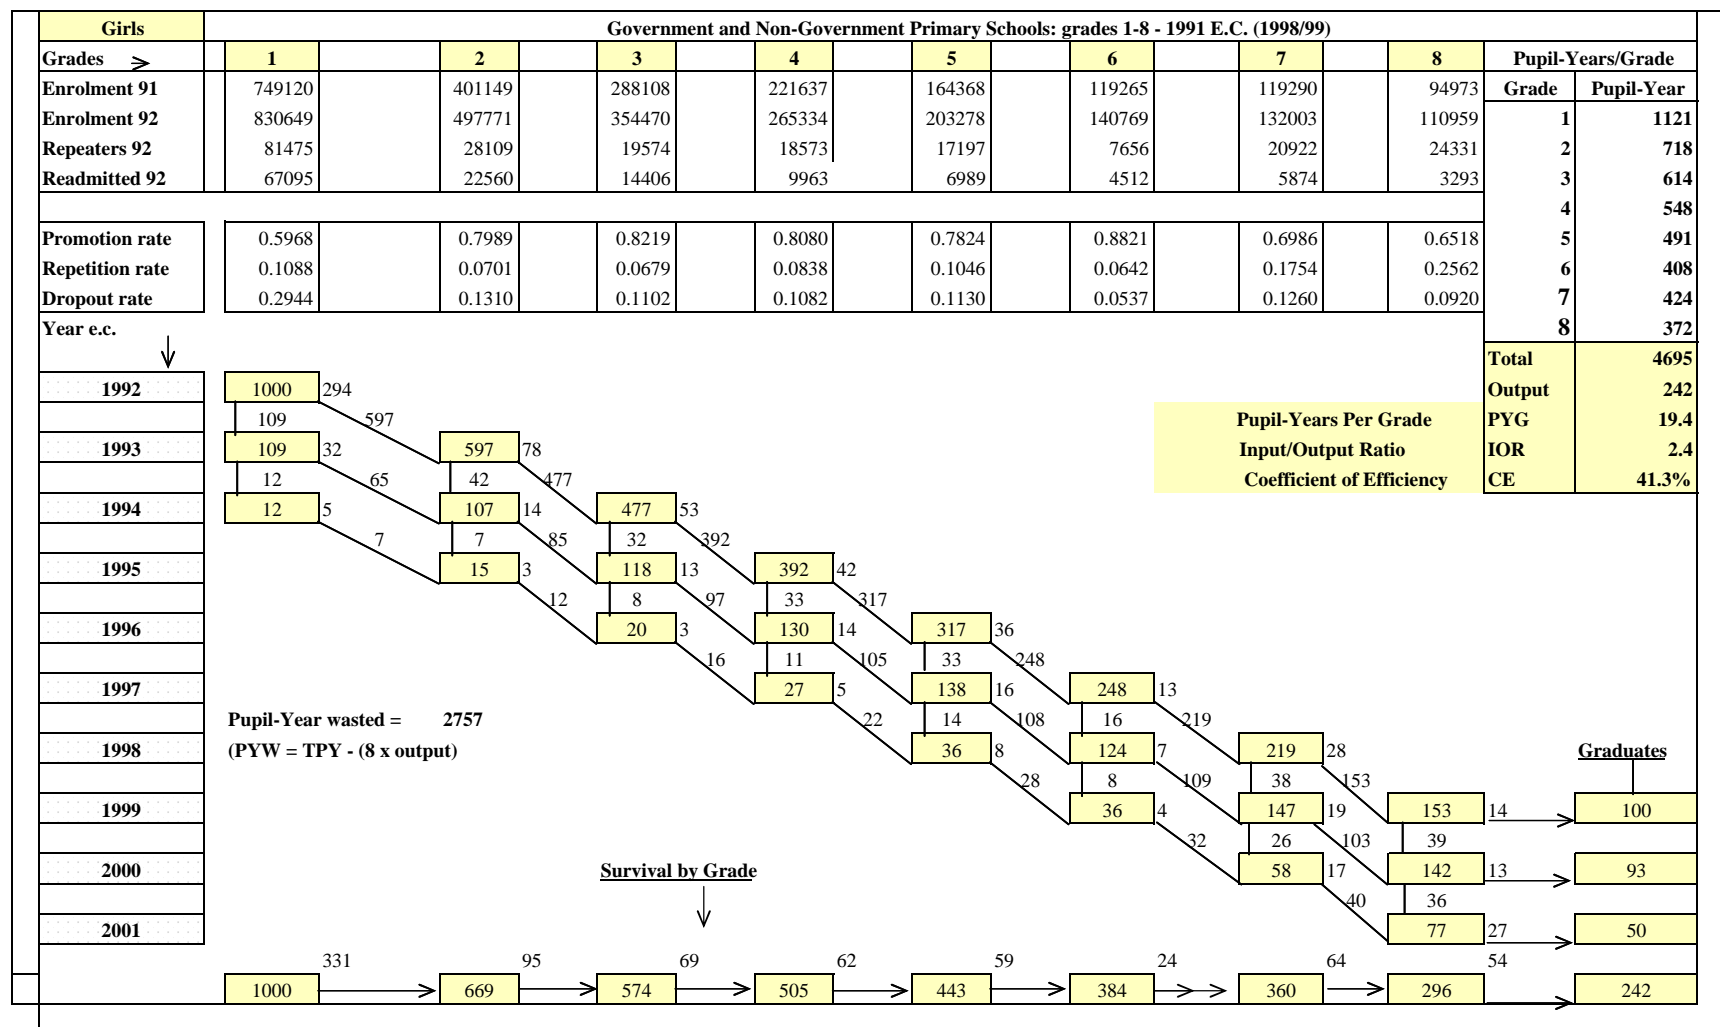 Girls Government and Non-Government Primary Schools: grades 1-8 - 1991 E.C. (1998/99)
Grades 1 2 3 4 5 6 7 8 Pupil-Years/Grade
Enrolment 91 749120 401149 288108 221637 164368 119265 119290 94973 Grade Pupil-Year
Enrolment 92 830649 497771 354470 265334 203278 140769 132003 110959 1 1121
Repeaters 92 81475 28109 19574 18573 17197 7656 20922 24331 2 718
Readmitted 92 67095 22560 14406 9963 6989 4512 5874 3293 3 614
4 548
Promotion rate 0.5968 0.7989 0.8219 0.8080 0.7824 0.8821 0.6986 0.6518 5 491
Repetition rate 0.1088 0.0701 0.0679 0.0838 0.1046 0.0642 0.1754 0.2562 6 408
Dropout rate 0.2944 0.1310 0.1102 0.1082 0.1130 0.0537 0.1260 0.0920 7 424
Year e.c. 8 372
Total 4695
1992 1000 294 Output 242
109 597 Pupil-Years Per Grade PYG 19.4
1993 109 32 597 78 Input/Output Ratio IOR 2.4
12 65 42 477 Coefficient of Efficiency CE 41.3%
1994 12 5 107 14 477 53
7 7 85 32 392
1995 15 3 118 13 392 42
12 8 97 33 317
1996 20 3 130 14 317 36
16 11 105 33 248
1997 27 5 138 16 248 13
Pupil-Year wasted = 2757 22 14 108 16 219
1998 (PYW = TPY - (8 x output) 36 8 124 7 219 28 Graduates
28 8 109 38 153
1999 36 4 147 19 153 14 100
32 26 103 39
2000 Survival by Grade 58 17 142 13 93
40 36
2001 77 27 50
331 95 69 62 59 24 64 54
1000 669 574 505 443 384 360 296 242